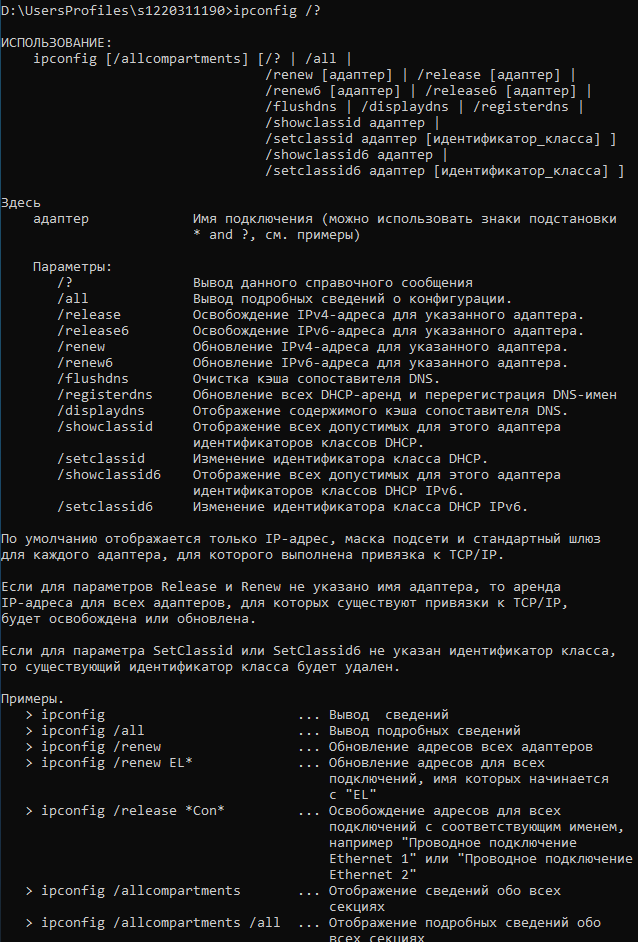 D:\UsersProfiles\s1220311190>ipconfig /?
ИСПОЛЬЗОВАНИЕ:
ipconfig [/allcompartments] [/? | /all |
/renew [адаптер] | /release [адаптер] |
/renew6 [адаптер] | /release6 [адаптер] |
/flushdns | /displaydns | /registerdns |
/showclassid адаптер |
/setclassid адаптер [идентификатор_класса] ]
/showclassid6 адаптер |
/setclassid6 адаптер [идентификатор_класса] ]
Здесь
адаптер Имя подключения (можно использовать знаки подстановки
* and ?, см. примеры)
Параметры:
/? Вывод данного справочного сообщения
/all Вывод подробных сведений о конфигурации.
/release Освобождение IPv4-адреса для указанного адаптера.
/release6 Освобождение IPv6-адреса для указанного адаптера.
/renew Обновление IPv4-адреса для указанного адаптера.
/renew6 Обновление IPv6-адреса для указанного адаптера.
/flushdns Очистка кэша сопоставителя DNS.
/registerdns Обновление всех DHCP-аренд и перерегистрация DNS-имен
/displaydns Отображение содержимого кэша сопоставителя DNS.
/showclassid Отображение всех допустимых для этого адаптера
идентификаторов классов DHCP.
/setclassid Изменение идентификатора класса DHCP.
/showclassid6 Отображение всех допустимых для этого адаптера
идентификаторов классов DHCP IPv6.
/setclassid6 Изменение идентификатора класса DHCP IPv6.
По умолчанию отображается только IP-адрес, маска подсети и стандартный шлюз
для каждого адаптера, для которого выполнена привязка к TCP/IP.
Если для параметров Release и Renew не указано имя адаптера, то аренда
IP-адреса для всех адаптеров, для которых существуют привязки к TCP/IP,
будет освобождена или обновлена.
Если для параметра SetClassid или SetClassid6 не указан идентификатор класса,
то существующий идентификатор класса будет удален.
Примеры.
> ipconfig ... Вывод  сведений
> ipconfig /all ... Вывод подробных сведений
> ipconfig /renew ... Обновление адресов всех адаптеров
> ipconfig /renew EL* ... Обновление адресов для всех
подключений, имя которых начинается
с "EL"
> ipconfig /release *Con* ... Освобождение адресов для всех
подключений с соответствующим именем,
например "Проводное подключение
Ethernet 1" или "Проводное подключение
Ethernet 2"
> ipconfig /allcompartments ... Отображение сведений обо всех
секциях
> ipconfig /allcompartments /all ... Отображение подробных сведений обо
всех секциях